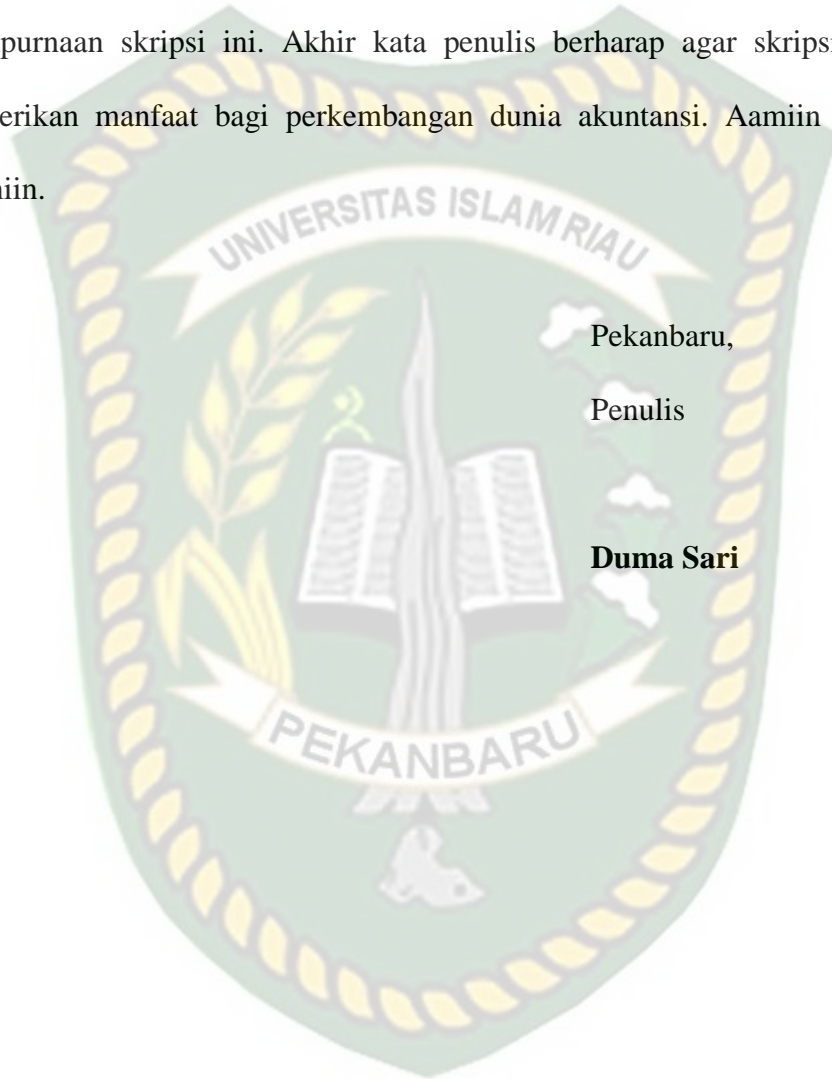 purnaan skripsi ini. Akhir kata penulis berharap agar skripsi
erikan manfaat bagi perkembangan dunia akuntansi. Aamiin
iin.
UNIVERSITAS ISLAM RIAU
Pekanbaru,
Penulis
Duma Sari
PEKANBARU